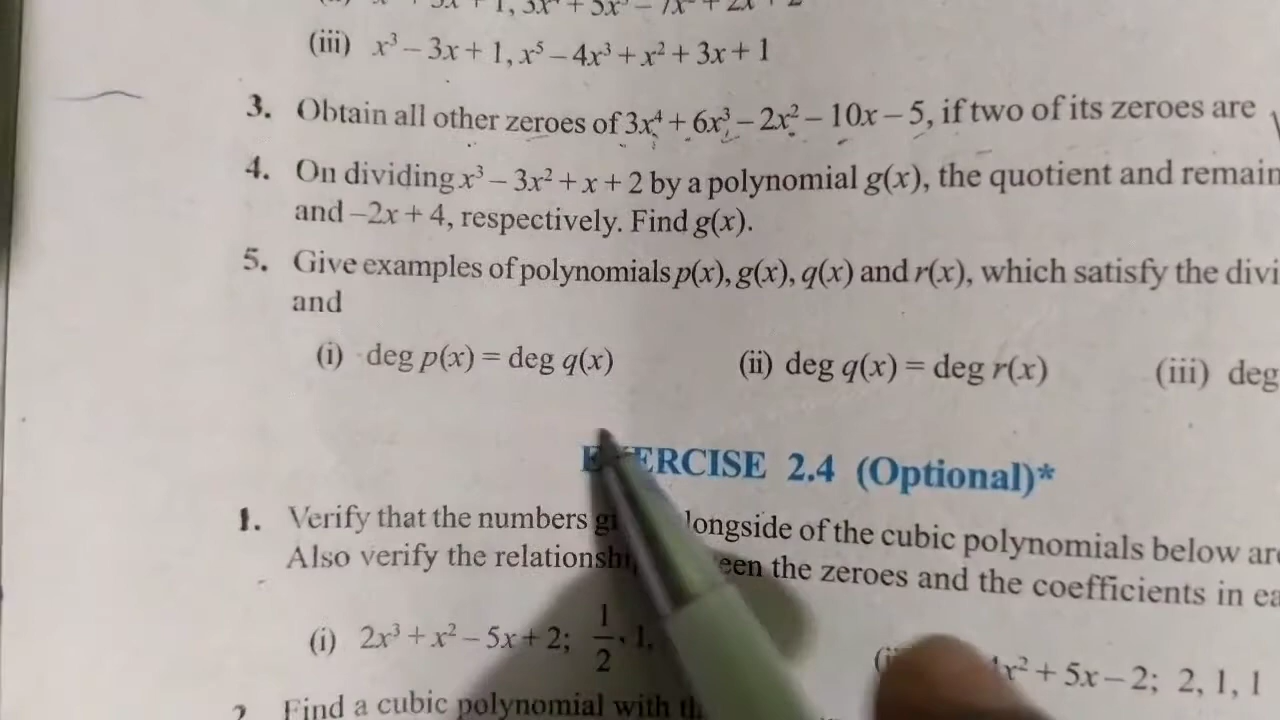 x³ – 3x + 1, x⁵ – 4x³ + x² + 3x + 1
(iii)
3. Obtain all other zeroes of 3x⁴ + 6x³ – 2x² – 10x – 5, if two of its zeroes are
4. On dividing x³ – 3x² + x + 2 by a polynomial g(x), the quotient and remain
and –2x + 4, respectively. Find g(x).
5. Give examples of polynomials p(x), g(x), q(x) and r(x), which satisfy the divi
and
(i) deg p(x) = deg q(x) (ii) deg q(x) = deg r(x) (iii) deg
EXERCISE 2.4 (Optional)*
1. Verify that the numbers longside of the cubic polynomials below are
Also verify the een the zeroes and the coefficients in ea
(i) 2x³ + x² – 5x + 2; 1/2, 1, x² + 5x – 2; 2, 1, 1
2. Find a cubic polynomial with